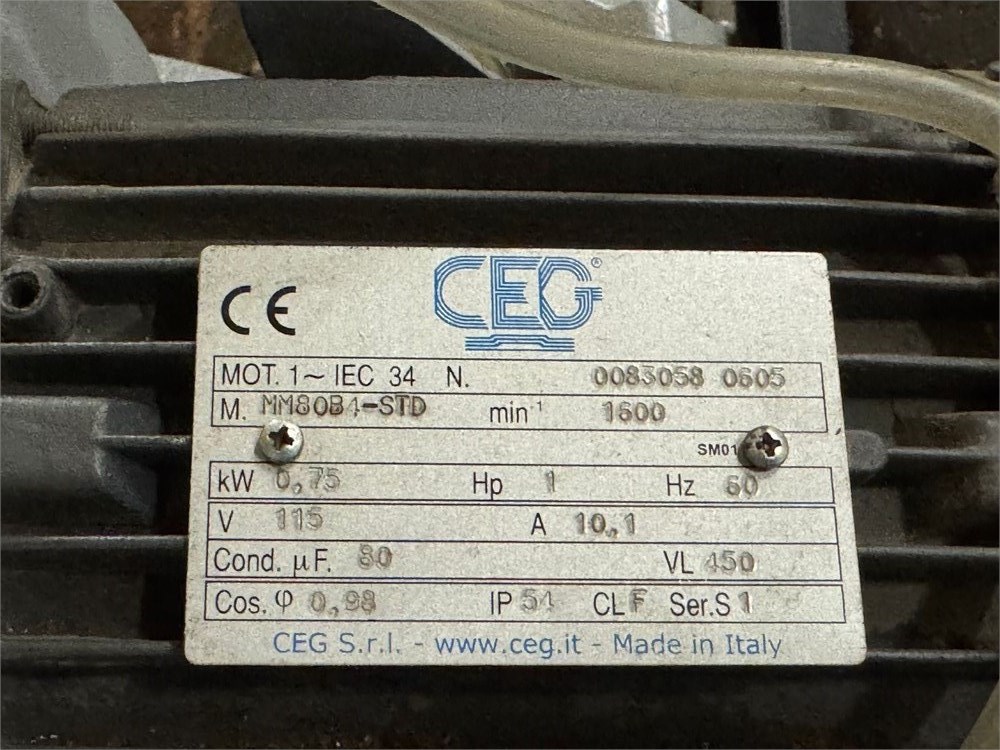 CE
CEG®
MOT. 1~ IEC 34 N. 0083058 0605
M. MM80B4-STD min-1 1600
SM01
kW 0,75 Hp 1 Hz 60
V 115 A 10,1
Cond. µF. 80 VL 450
Cos. φ 0,98 IP 54 CL F Ser.S 1
CEG S.r.l. - www.ceg.it - Made in Italy